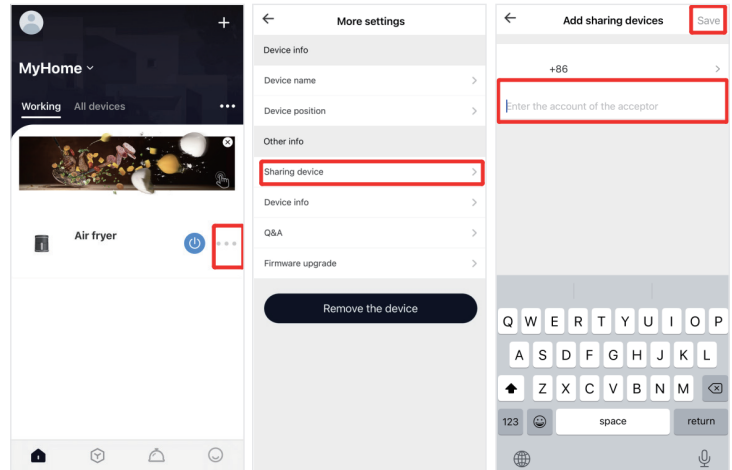 MyHome
Working All devices
Air fryer
More settings
Device info
Device name
Device position
Other info
Sharing device
Device info
Q&A
Firmware upgrade
Remove the device
Add sharing devices Save
+86
Enter the account of the acceptor
Q W E R T Y U I O P
A S D F G H J K L
Z X C V B N M
123 space return